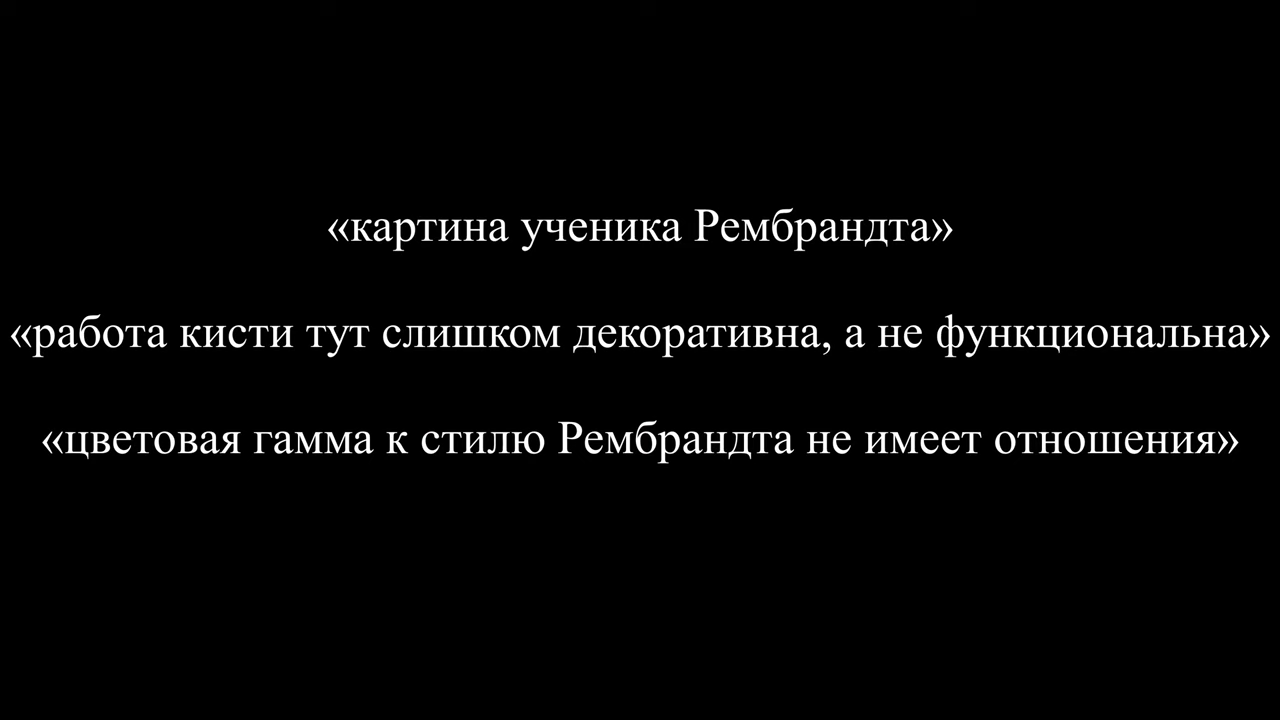 «картина ученика Рембрандта»
«работа кисти тут слишком декоративна, а не функциональна»
«цветовая гамма к стилю Рембрандта не имеет отношения»